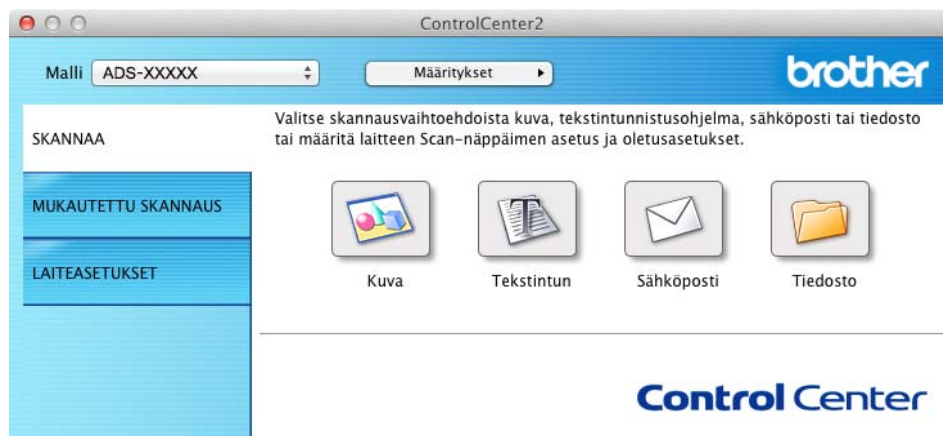 ControlCenter2
Malli ADS-XXXXX Määritykset
brother
SKANNAA
MUKAUTETTU SKANNAUS
LAITEASETUKSET
Valitse skannausvaihtoehdoista kuva, tekstintunnistusohjelma, sähköposti tai tiedosto
tai määritä laitteen Scan-näppäimen asetus ja oletusasetukset.
Kuva Tekstintun Sähköposti Tiedosto
Control Center